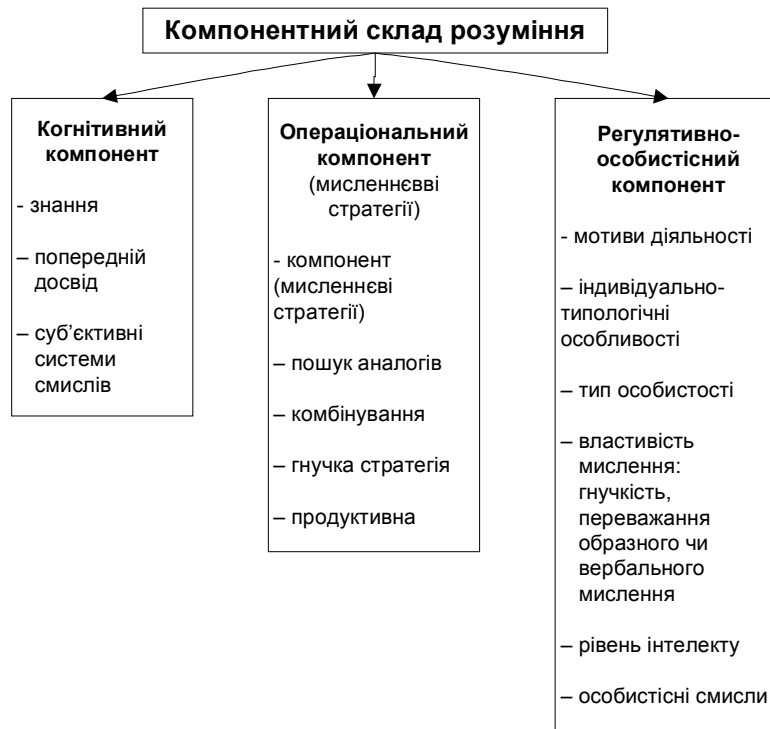 Компонентний склад розуміння
Когнітивний
компонент
- знання
– попередній
досвід
– суб’єктивні
системи
смислів
Операціональний
компонент
(мисленнєвві
стратегії)
- компонент
(мисленнєві
стратегії)
– пошук аналогів
– комбінування
– гнучка стратегія
– продуктивна
Регулятивно-
особистісний
компонент
- мотиви діяльності
– індивідуально-
типологічні
особливості
– тип особистості
– властивість
мислення:
гнучкість,
переважання
образного чи
вербального
мислення
– рівень інтелекту
– особистісні смисли